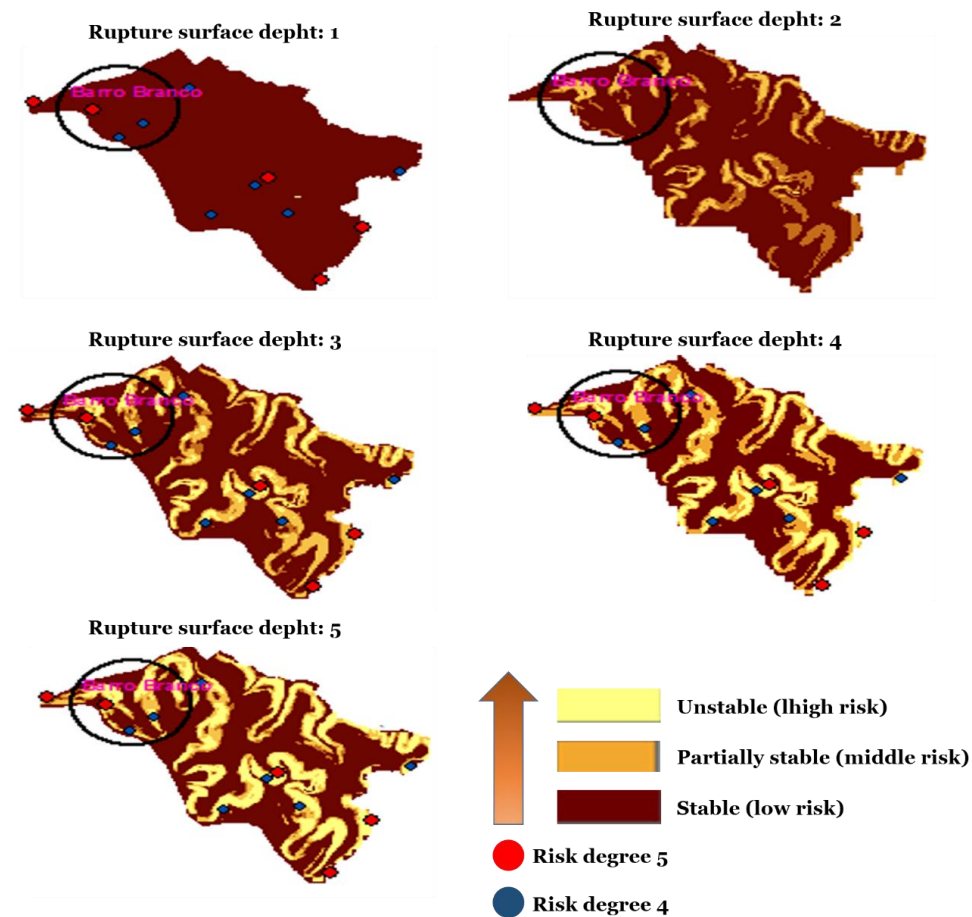 Rupture surface depht: 1
Rupture surface depht: 2
Barro Branco
Barro Branco
Rupture surface depht: 3
Rupture surface depht: 4
Barro Branco
Barro Branco
Rupture surface depht: 5
Barro Branco
Unstable (lhigh risk)
Partially stable (middle risk)
Stable (low risk)
Risk degree 5
Risk degree 4